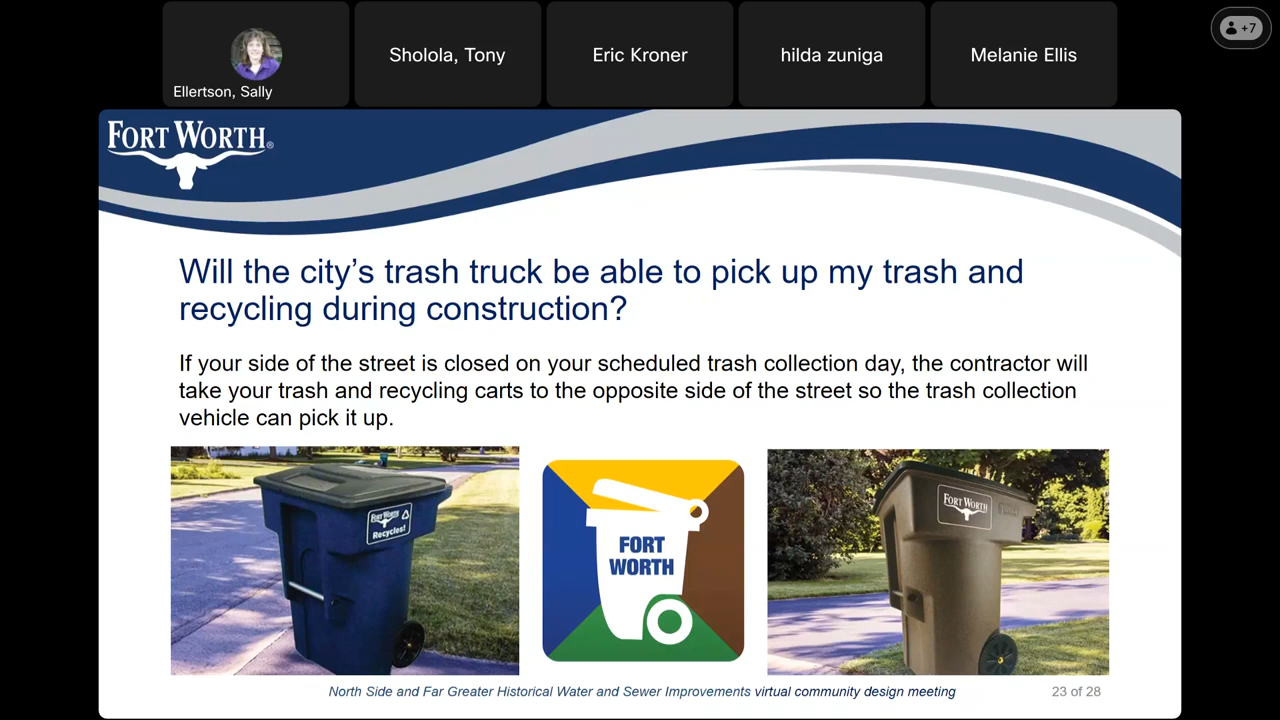 Ellertson, Sally
Sholola, Tony
Eric Kroner
hilda zuniga
Melanie Ellis
+7
FORT WORTH®
Will the city’s trash truck be able to pick up my trash and
recycling during construction?
If your side of the street is closed on your scheduled trash collection day, the contractor will
take your trash and recycling carts to the opposite side of the street so the trash collection
vehicle can pick it up.
FORT WORTH
Recycles!
FORT
WORTH
FORT WORTH
North Side and Far Greater Historical Water and Sewer Improvements virtual community design meeting
23 of 28